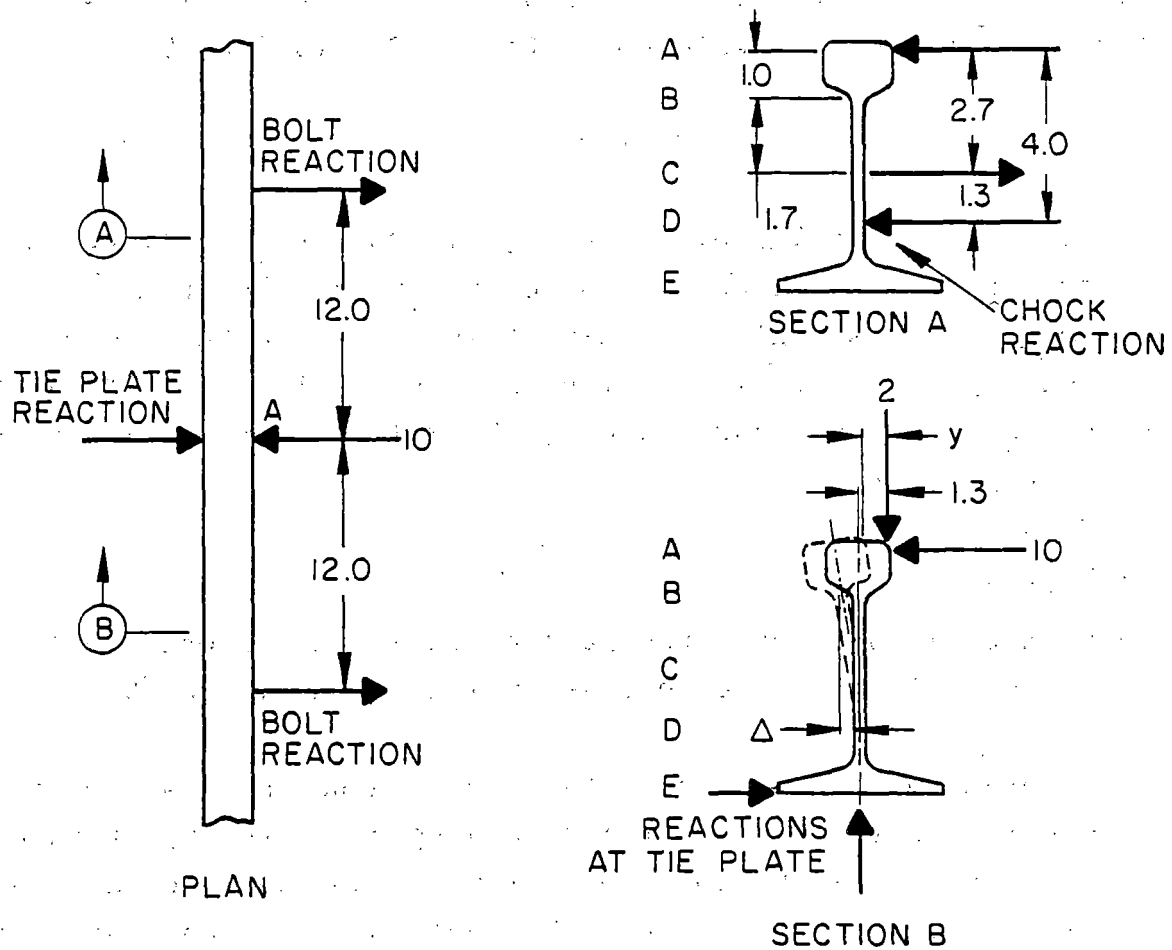 BOLT
REACTION
A
12.0
TIE PLATE
REACTION
A
10
12.0
B
BOLT
REACTION
PLAN
A
1.0
B
2.7
4.0
C
1.3
D
1.7
E
SECTION A
CHOCK
REACTION
2
y
1.3
A
10
B
C
D
Δ
E
REACTIONS
AT TIE PLATE
SECTION B